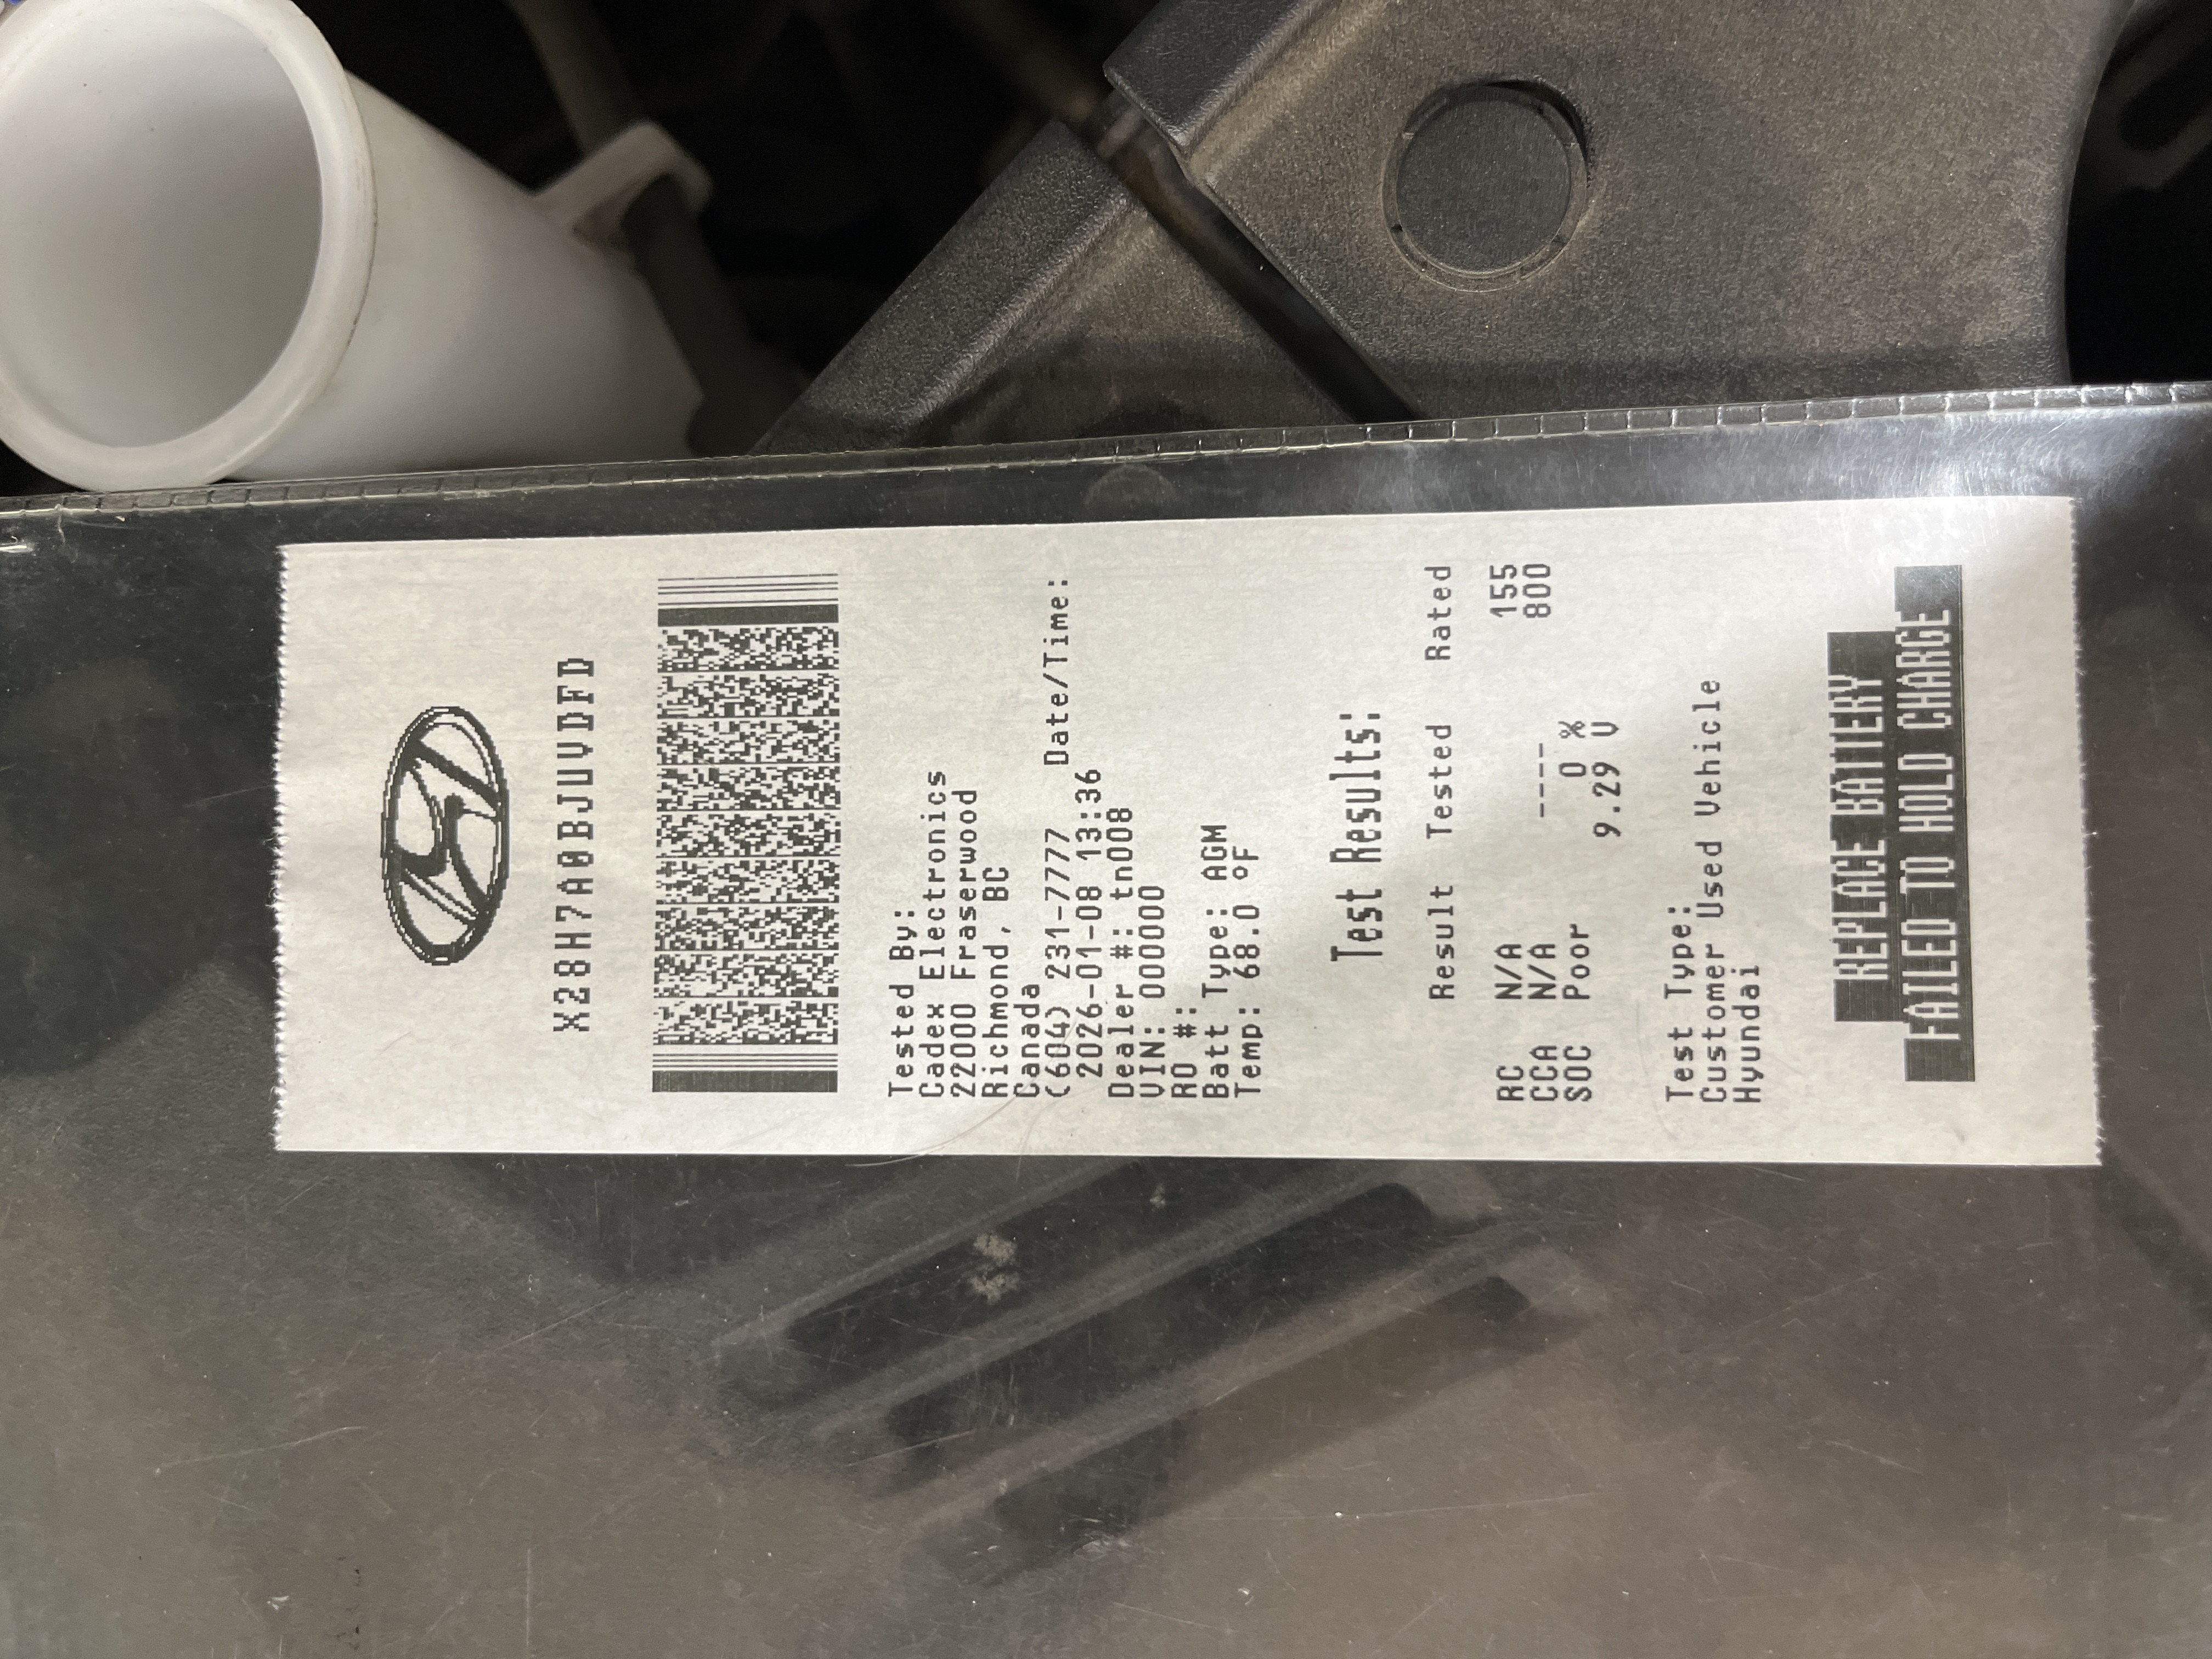 X28H7A0BJUVDFD
Tested By:
Cadex Electronics
22000 Fraserwood
Richmond, BC
Canada
(604) 231-7777 Date/Time:
2026-01-08 13:36
Dealer #: tn008
VIN: 000000
RO #:
Batt Type: AGM
Temp: 68.0 oF
Test Results:
Result Tested Rated
RC N/A 155
CCA N/A ---- 800
SOC Poor 0 %
9.29 V
Test Type:
Customer Used Vehicle
Hyundai
REPLACE BATTERY
FAILED TO HOLD CHARGE